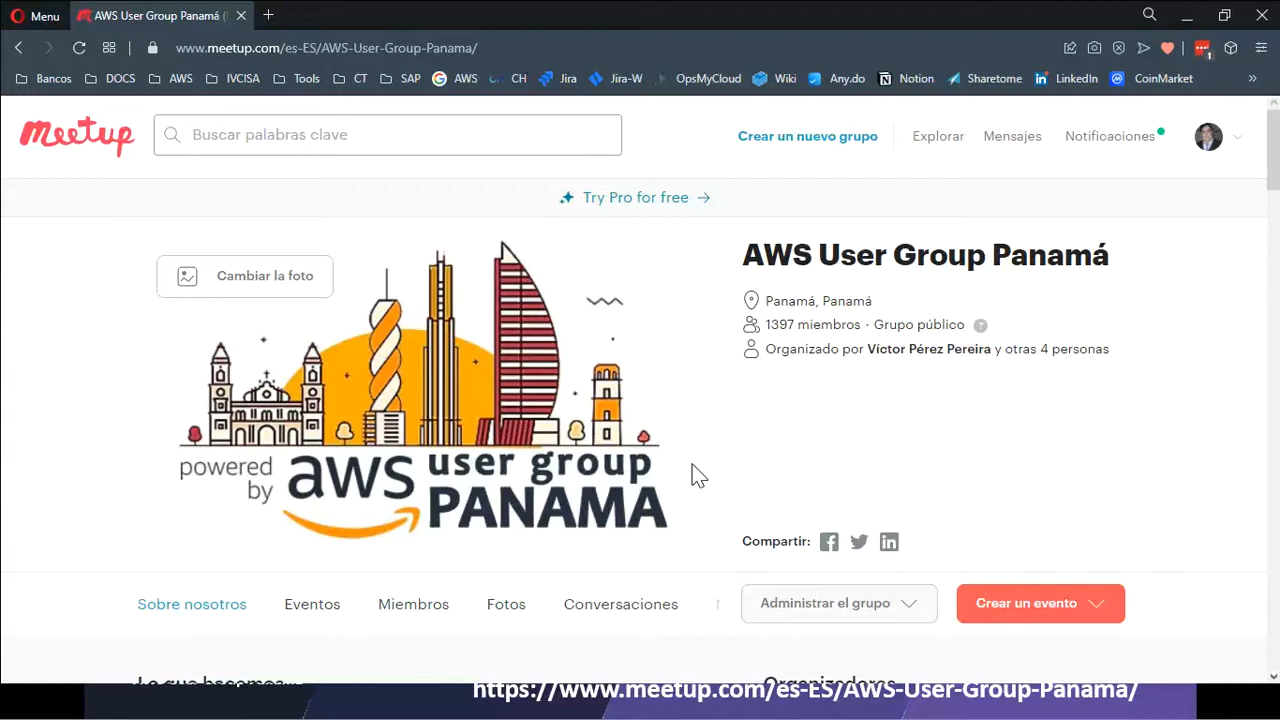 Menu
AWS User Group Panamá (
www.meetup.com/es-ES/AWS-User-Group-Panama/
1
Bancos
DOCS
AWS
IVCISA
Tools
CT
SAP
AWS
CH
Jira
Jira-W
OpsMyCloud
Wiki
Any.do
Notion
Sharetome
LinkedIn
CoinMarket
meetup
Buscar palabras clave
Crear un nuevo grupo
Explorar
Mensajes
Notificaciones
Try Pro for free
Cambiar la foto
powered by
aws
user group
PANAMA
AWS User Group Panamá
Panamá, Panamá
1397 miembros · Grupo público ?
Organizado por Víctor Pérez Pereira y otras 4 personas
Compartir:
Sobre nosotros
Eventos
Miembros
Fotos
Conversaciones
Administrar el grupo
Crear un evento
Lo que hacemos
Organizadores
https://www.meetup.com/es-ES/AWS-User-Group-Panama/